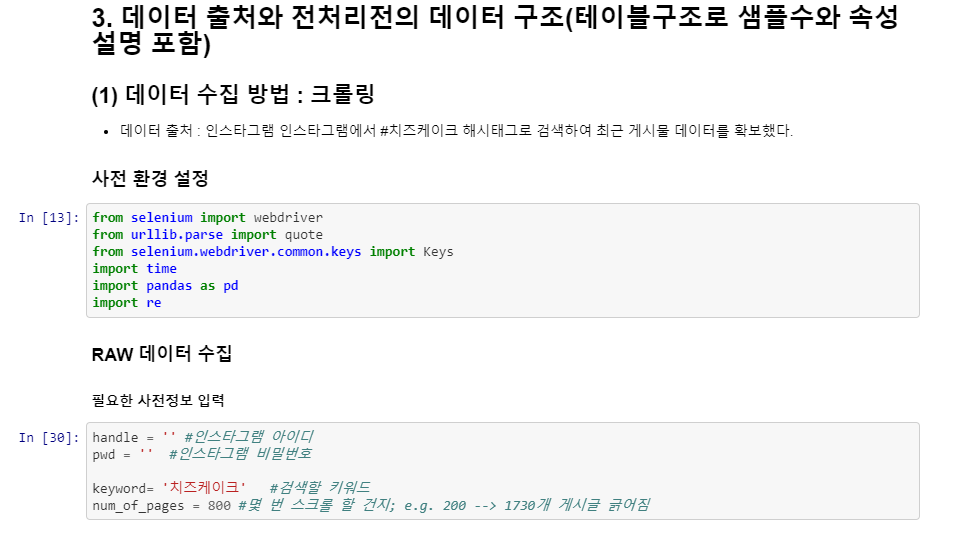 3. 데이터 출처와 전처리전의 데이터 구조(테이블구조로 샘플수와 속성
설명 포함)
(1) 데이터 수집 방법 : 크롤링
• 데이터 출처 : 인스타그램 인스타그램에서 #치즈케이크 해시태그로 검색하여 최근 게시물 데이터를 확보했다.
사전 환경 설정
In [13]: from selenium import webdriver
from urllib.parse import quote
from selenium.webdriver.common.keys import Keys
import time
import pandas as pd
import re
RAW 데이터 수집
필요한 사전정보 입력
In [30]: handle = '' #인스타그램 아이디
pwd = ''  #인스타그램 비밀번호
keyword= '치즈케이크'   #검색할 키워드
num_of_pages = 800 #몇 번 스크롤 할 건지; e.g. 200 --> 1730개 게시글 긁어짐